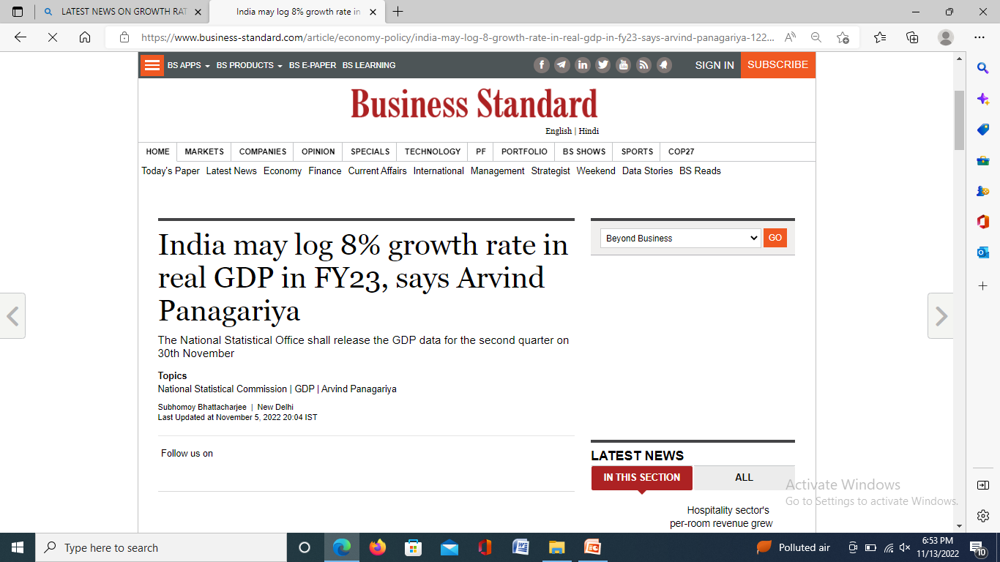 LATEST NEWS ON GROWTH RAT
India may log 8% growth rate in
https://www.business-standard.com/article/economy-policy/india-may-log-8-growth-rate-in-real-gdp-in-fy23-says-arvind-panagariya-122...
BS APPS BS PRODUCTS BS E-PAPER BS LEARNING SIGN IN SUBSCRIBE
Business Standard
English | Hindi
HOME MARKETS COMPANIES OPINION SPECIALS TECHNOLOGY PF PORTFOLIO BS SHOWS SPORTS COP27
Today's Paper Latest News Economy Finance Current Affairs International Management Strategist Weekend Data Stories BS Reads
India may log 8% growth rate in
real GDP in FY23, says Arvind
Panagariya
The National Statistical Office shall release the GDP data for the second quarter on
30th November
Topics
National Statistical Commission | GDP | Arvind Panagariya
Subhomoy Bhattacharjee | New Delhi
Last Updated at November 5, 2022 20:04 IST
Follow us on
Beyond Business GO
LATEST NEWS
IN THIS SECTION ALL
Hospitality sector's
per-room revenue grew
Activate Windows
Go to Settings to activate Windows.
Type here to search
Polluted air
6:53 PM
11/13/2022
10